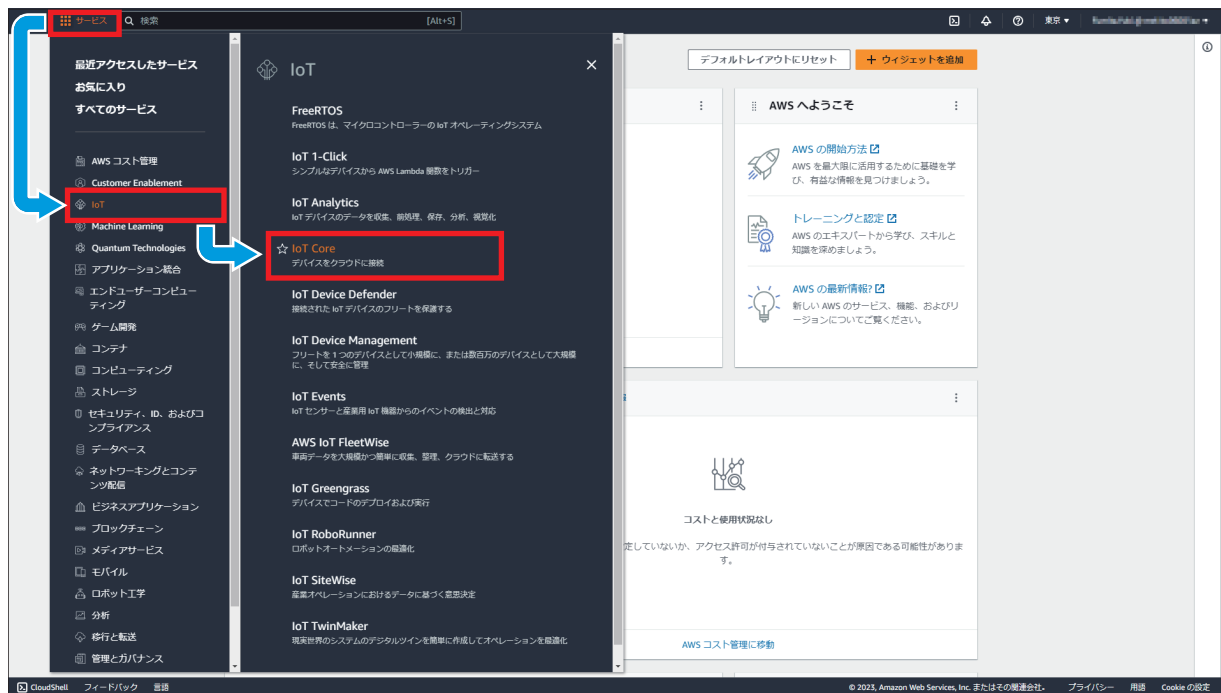 サービス
検索
[Alt+S]
東京
最近アクセスしたサービス
お気に入り
すべてのサービス
AWS コスト管理
Customer Enablement
IoT
Machine Learning
Quantum Technologies
アプリケーション統合
エンドユーザーコンピュー
ティング
ゲーム開発
コンテナ
コンピューティング
ストレージ
セキュリティ、ID、およびコ
ンプライアンス
データベース
ネットワーキングとコンテ
ンツ配信
ビジネスアプリケーション
ブロックチェーン
メディアサービス
モバイル
ロボット工学
分析
移行と転送
管理とガバナンス
IoT
FreeRTOS
FreeRTOS は、マイクロコントローラーの IoT オペレーティングシステム
IoT 1-Click
シンプルなデバイスから AWS Lambda 関数をトリガー
IoT Analytics
IoT デバイスのデータを収集、前処理、保存、分析、視覚化
IoT Core
デバイスをクラウドに接続
IoT Device Defender
接続された IoT デバイスのフリートを保護する
IoT Device Management
フリートを 1 つのデバイスとして小規模に、または数百万のデバイスとして大規模
に、そして安全に管理
IoT Events
IoT センサーと産業用 IoT 機器からのイベントの検出と対応
AWS IoT FleetWise
車両データを大規模かつ簡単に収集、整理、クラウドに転送する
IoT Greengrass
デバイスでコードのデプロイおよび実行
IoT RoboRunner
ロボットオートメーションの最適化
IoT SiteWise
産業オペレーションにおけるデータに基づく意思決定
IoT TwinMaker
現実世界のシステムのデジタルツインを簡単に作成してオペレーションを最適化
デフォルトレイアウトにリセット
+ ウィジェットを追加
AWS へようこそ
AWS の開始方法
AWS を最大限に活用するために基礎を学
び、有益な情報を見つけましょう。
トレーニングと認定
AWS のエキスパートから学び、スキルと
知識を深めましょう。
AWS の最新情報?
新しい AWS のサービス、機能、およびリ
ージョンについてご覧ください。
コストと使用状況なし
定していないか、アクセス許可が付与されていないことが原因である可能性がありま
す。
AWS コスト管理に移動
CloudShell
フィードバック
言語
© 2023, Amazon Web Services, Inc. またはその関連会社。
プライバシー
用語
Cookie の設定